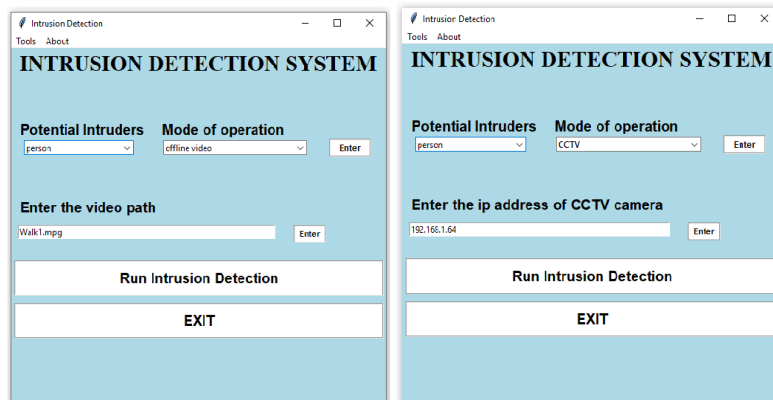 Intrusion Detection
Tools About
INTRUSION DETECTION SYSTEM
Potential Intruders Mode of operation
person offline video Enter
Enter the video path
Walk1.mpg Enter
Run Intrusion Detection
EXIT
Intrusion Detection
Tools About
INTRUSION DETECTION SYSTEM
Potential Intruders Mode of operation
person CCTV Enter
Enter the ip address of CCTV camera
192.168.1.64 Enter
Run Intrusion Detection
EXIT